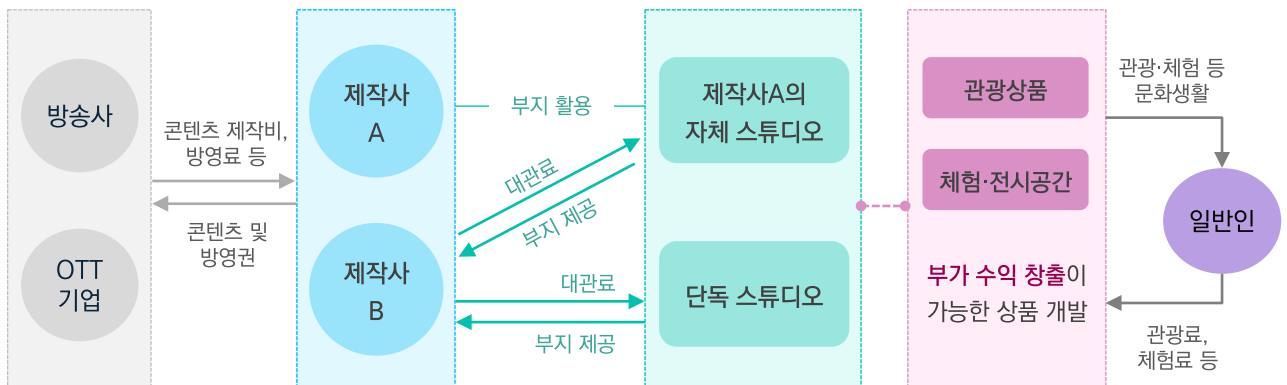 방송사
OTT
기업
콘텐츠 제작비,
방영료 등
콘텐츠 및
방영권
제작사
A
제작사
B
부지 활용
대관료
부지 제공
대관료
부지 제공
제작사A의
자체 스튜디오
단독 스튜디오
관광상품
체험·전시공간
부가 수익 창출이
가능한 상품 개발
관광·체험 등
문화생활
일반인
관광료,
체험료 등